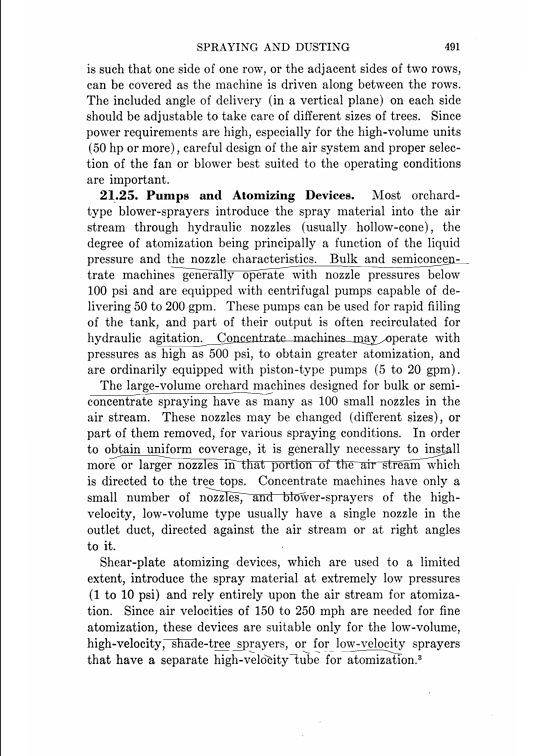 SPRAYING AND DUSTING 491
is such that one side of one row, or the adjacent sides of two rows,
can be covered as the machine is driven along between the rows.
The included angle of delivery (in a vertical plane) on each side
should be adjustable to take care of different sizes of trees. Since
power requirements are high, especially for the high-volume units
(50 hp or more), careful design of the air system and proper selec-
tion of the fan or blower best suited to the operating conditions
are important.
21.25. Pumps and Atomizing Devices. Most orchard-
type blower-sprayers introduce the spray material into the air
stream through hydraulic nozzles (usually hollow-cone), the
degree of atomization being principally a function of the liquid
pressure and the nozzle characteristics. Bulk and semiconcen-
trate machines generally operate with nozzle pressures below
100 psi and are equipped with centrifugal pumps capable of de-
livering 50 to 200 gpm. These pumps can be used for rapid filling
of the tank, and part of their output is often recirculated for
hydraulic agitation. Concentrate machines may operate with
pressures as high as 500 psi, to obtain greater atomization, and
are ordinarily equipped with piston-type pumps (5 to 20 gpm).
The large-volume orchard machines designed for bulk or semi-
concentrate spraying have as many as 100 small nozzles in the
air stream. These nozzles may be changed (different sizes), or
part of them removed, for various spraying conditions. In order
to obtain uniform coverage, it is generally necessary to install
more or larger nozzles in that portion of the air stream which
is directed to the tree tops. Concentrate machines have only a
small number of nozzles, and blower-sprayers of the high-
velocity, low-volume type usually have a single nozzle in the
outlet duct, directed against the air stream or at right angles
to it.
Shear-plate atomizing devices, which are used to a limited
extent, introduce the spray material at extremely low pressures
(1 to 10 psi) and rely entirely upon the air stream for atomiza-
tion. Since air velocities of 150 to 250 mph are needed for fine
atomization, these devices are suitable only for the low-volume,
high-velocity, shade-tree sprayers, or for low-velocity sprayers
that have a separate high-velocity tube for atomization.³